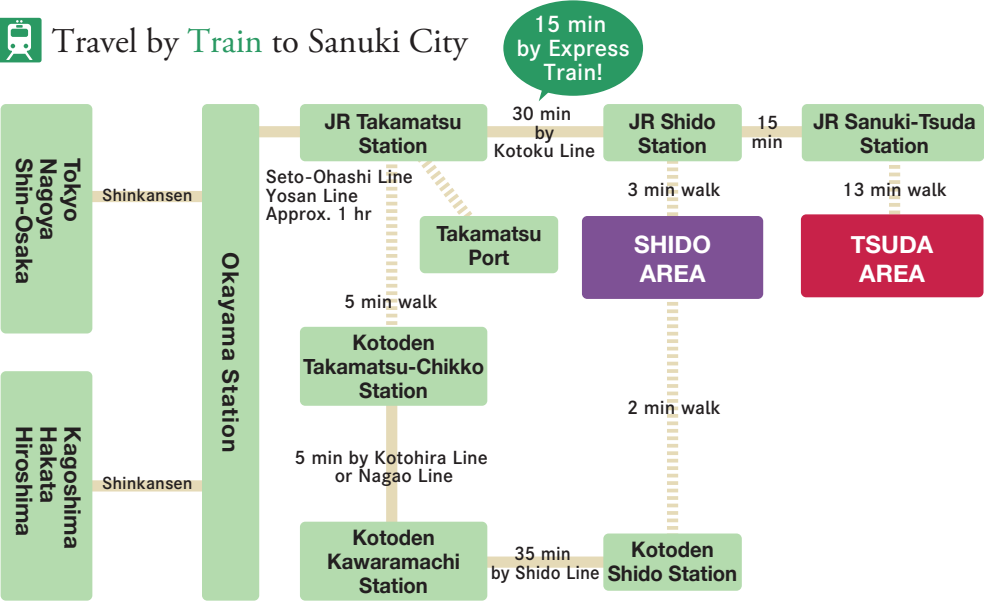 Travel by Train to Sanuki City
15 min
by Express
Train!
Tokyo
Nagoya
Shin-Osaka
Shinkansen
Kagoshima
Hakata
Hiroshima
Shinkansen
Okayama Station
Seto-Ohashi Line
Yosan Line
Approx. 1 hr
JR Takamatsu
Station
30 min
by
Kotoku Line
JR Shido
Station
15
min
JR Sanuki-Tsuda
Station
Takamatsu
Port
3 min walk
SHIDO
AREA
13 min walk
TSUDA
AREA
5 min walk
Kotoden
Takamatsu-Chikko
Station
5 min by Kotohira Line
or Nagao Line
Kotoden
Kawaramachi
Station
35 min
by Shido Line
Kotoden
Shido Station
2 min walk